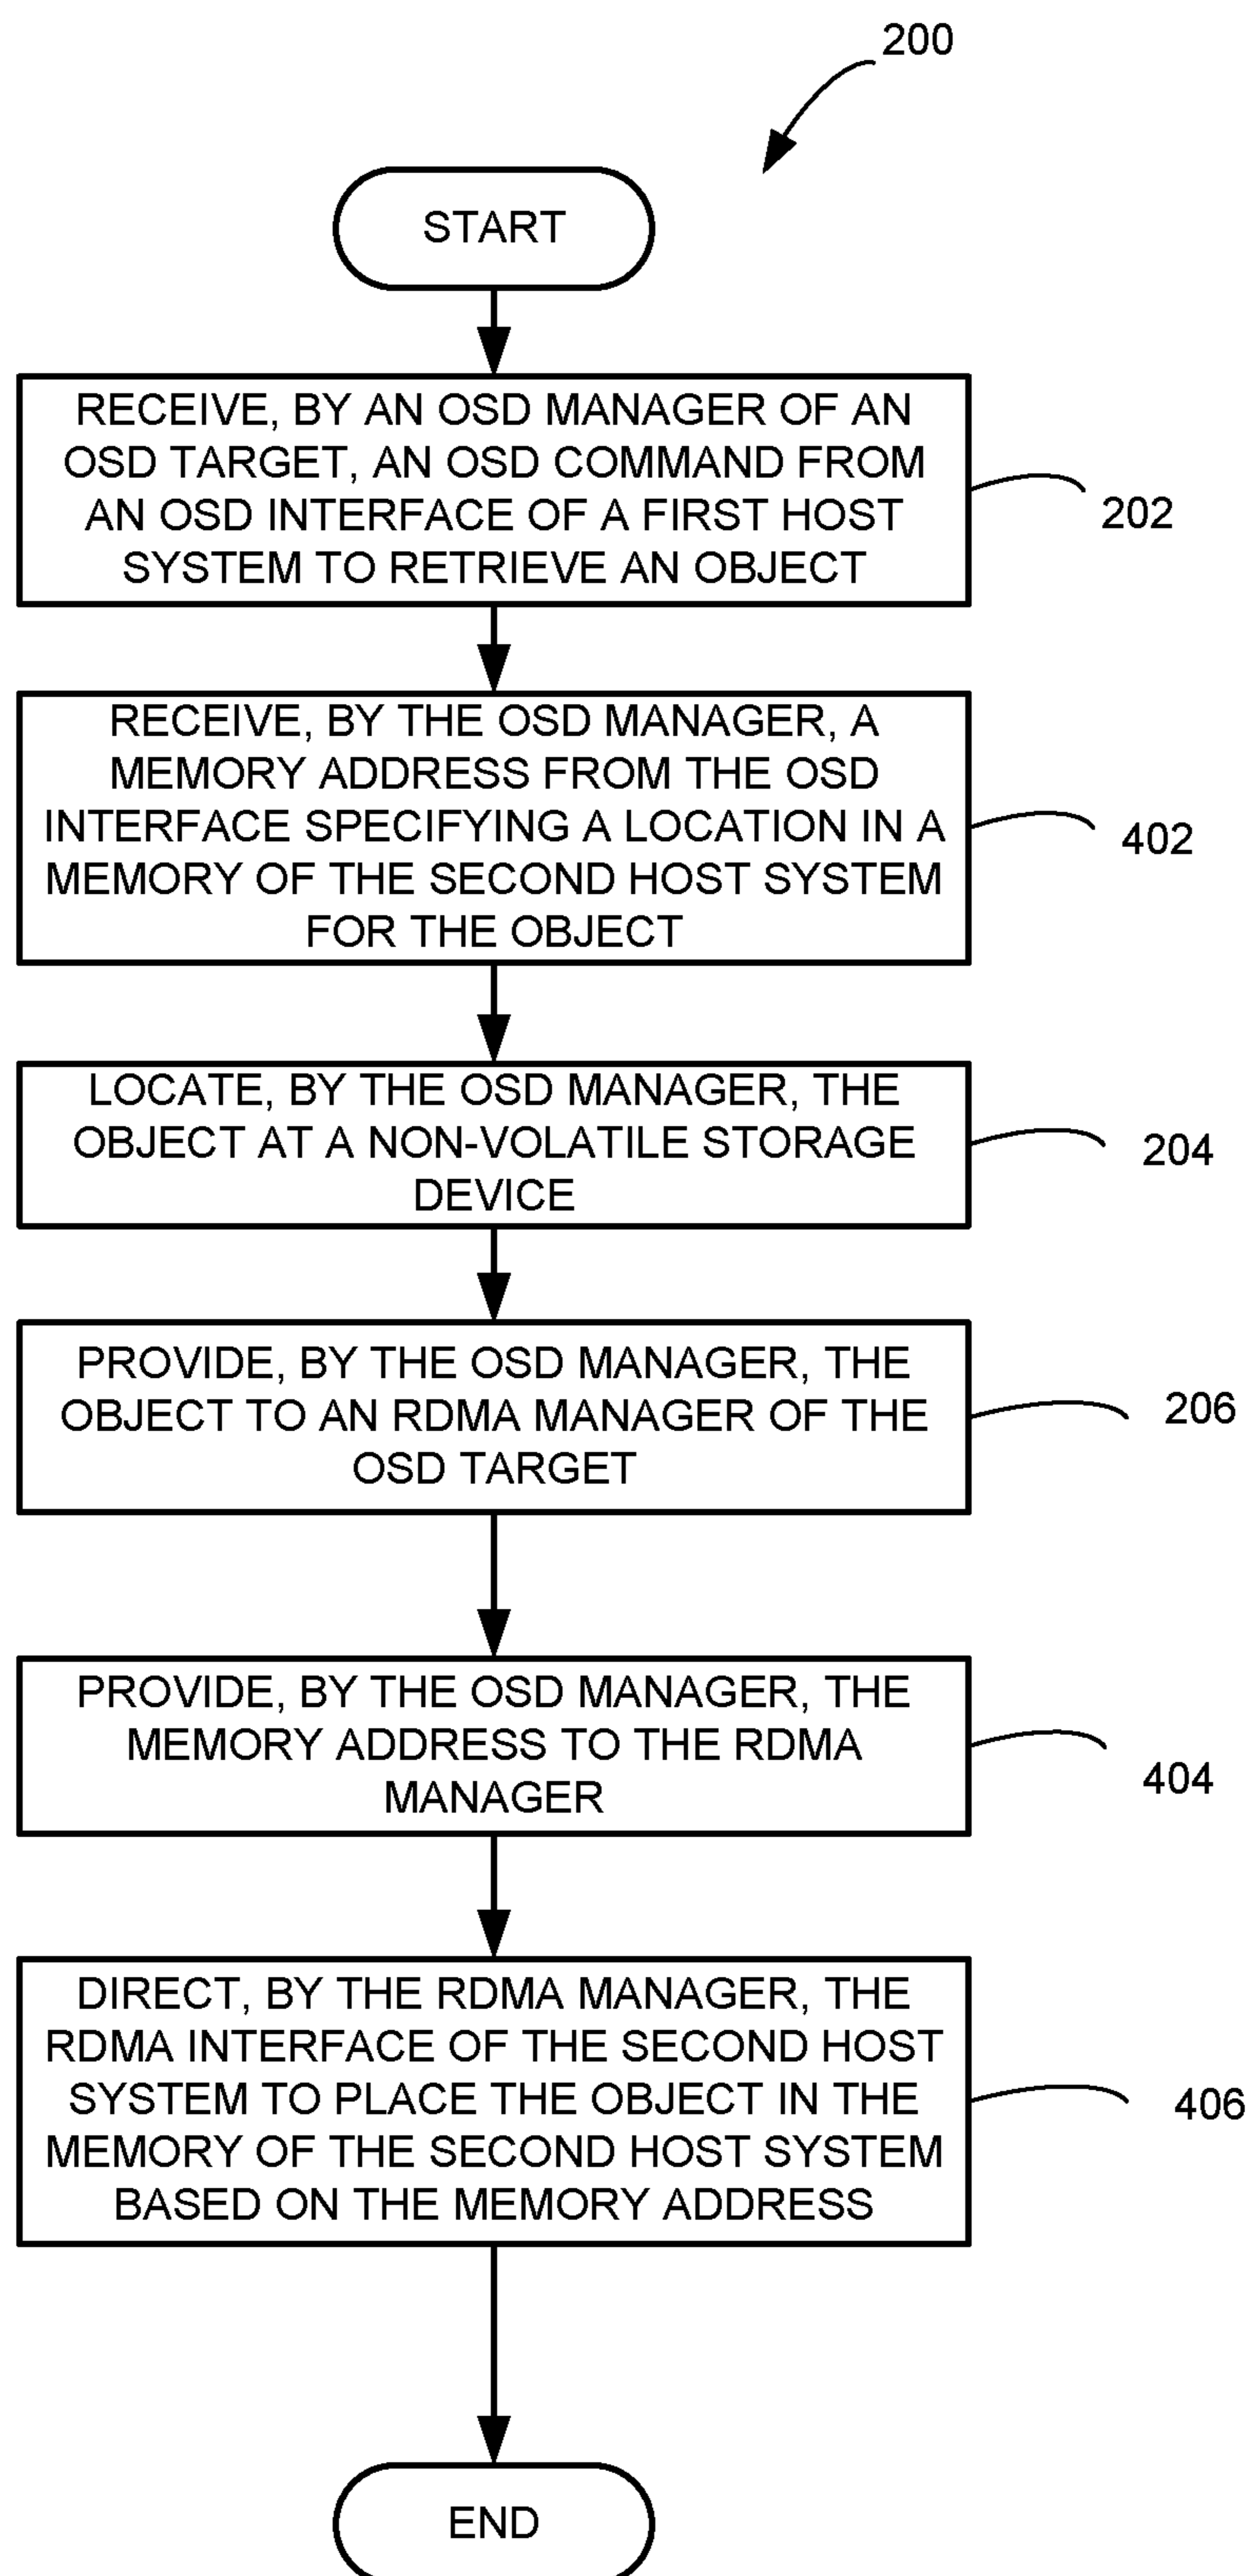 200
START
RECEIVE, BY AN OSD MANAGER OF AN
OSD TARGET, AN OSD COMMAND FROM
AN OSD INTERFACE OF A FIRST HOST
SYSTEM TO RETRIEVE AN OBJECT
202
RECEIVE, BY THE OSD MANAGER, A
MEMORY ADDRESS FROM THE OSD
INTERFACE SPECIFYING A LOCATION IN A
MEMORY OF THE SECOND HOST SYSTEM
FOR THE OBJECT
402
LOCATE, BY THE OSD MANAGER, THE
OBJECT AT A NON-VOLATILE STORAGE
DEVICE
204
PROVIDE, BY THE OSD MANAGER, THE
OBJECT TO AN RDMA MANAGER OF THE
OSD TARGET
206
PROVIDE, BY THE OSD MANAGER, THE
MEMORY ADDRESS TO THE RDMA
MANAGER
404
DIRECT, BY THE RDMA MANAGER, THE
RDMA INTERFACE OF THE SECOND HOST
SYSTEM TO PLACE THE OBJECT IN THE
MEMORY OF THE SECOND HOST SYSTEM
BASED ON THE MEMORY ADDRESS
406
END